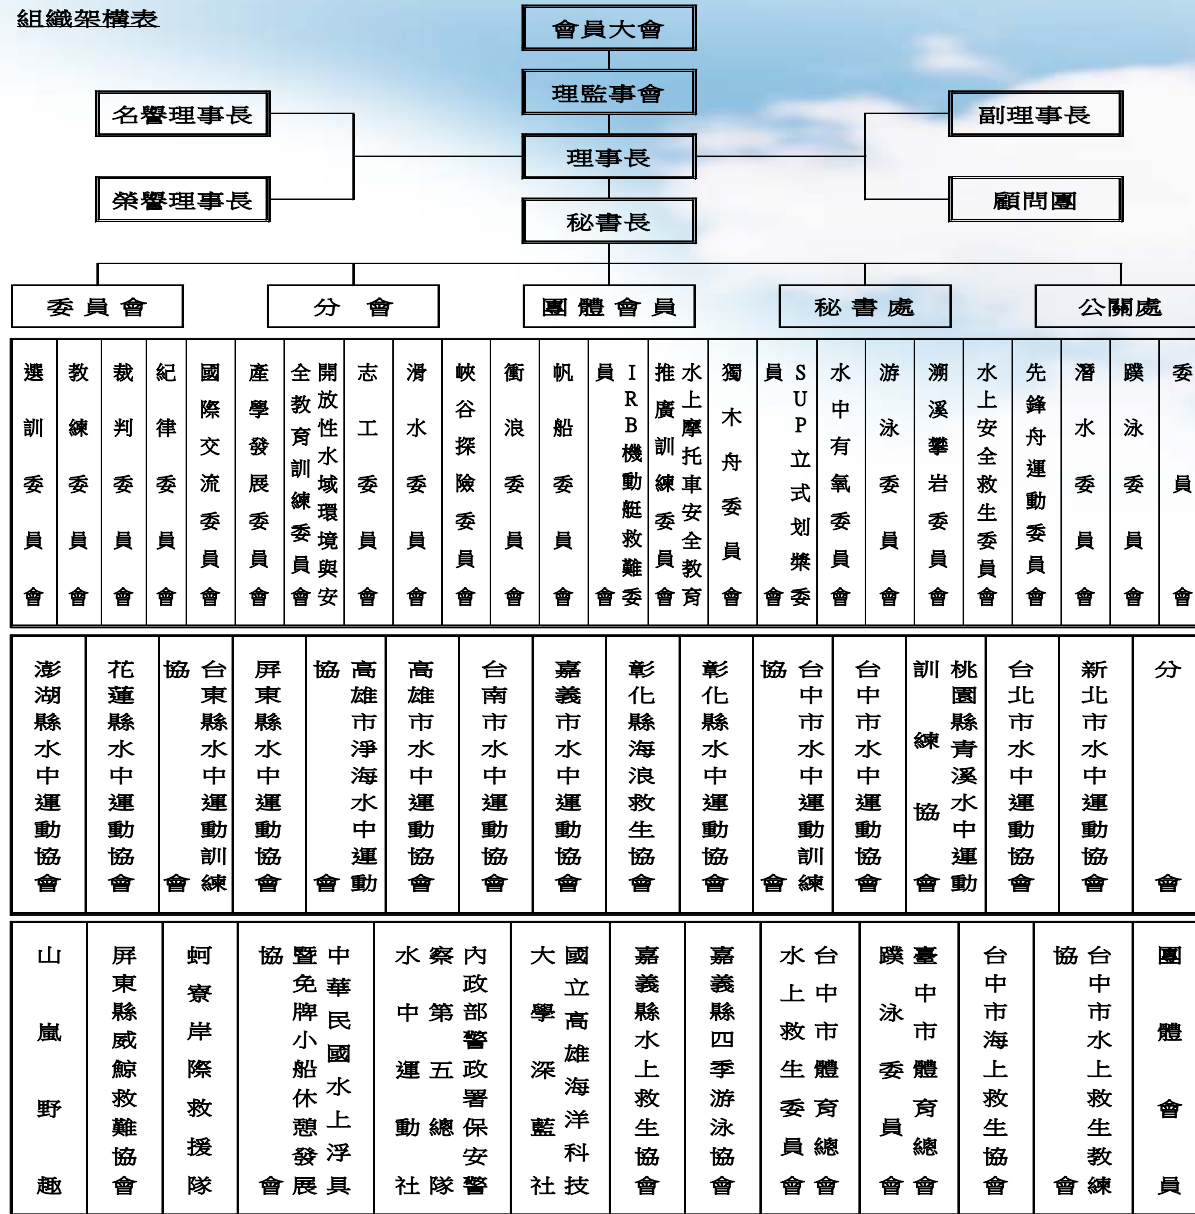 組織架構表
會員大會
理監事會
名譽理事長
副理事長
理事長
榮譽理事長
顧問團
秘書長
委員會
分會
團體會員
秘書處
公關處
委員會
蹼泳委員會
潛水委員會
先鋒舟運動委員會
水上安全救生委員會
溯溪攀岩委員會
游泳委員會
水中有氧委員會
SUP立式划槳委
員會
獨木舟委員會
水上摩托車安全教育
推廣訓練委員會
IRB機動艇救難委
員會
帆船委員會
衝浪委員會
峽谷探險委員會
滑水委員會
志工委員會
開放性水域環境與安
全教育訓練委員會
產學發展委員會
國際交流委員會
紀律委員會
裁判委員會
教練委員會
選訓委員會
分會
新北市水中運動協會
台北市水中運動協會
桃園縣青溪水中運動
訓練協會
台中市水中運動協會
台中市水中運動訓練
協會
彰化縣水中運動協會
彰化縣海浪救生協會
嘉義市水中運動協會
台南市水中運動協會
高雄市水中運動協會
高雄市淨海水中運動
協會
屏東縣水中運動協會
台東縣水中運動訓練
協會
花蓮縣水中運動協會
澎湖縣水中運動協會
團體會員
台中市水上救生教練
協會
台中市海上救生協會
臺中市體育總會
蹼泳委員會
台中市體育總會
水上救生委員會
嘉義縣四季游泳協會
嘉義縣水上救生協會
國立高雄海洋科技
大學深藍社
內政部警政署保安警
察第五總隊
水中運動社
中華民國水上浮具
暨免牌小船休憩發展
協會
蚵寮岸際救援隊
屏東縣威鯨救難協會
山嵐野趣